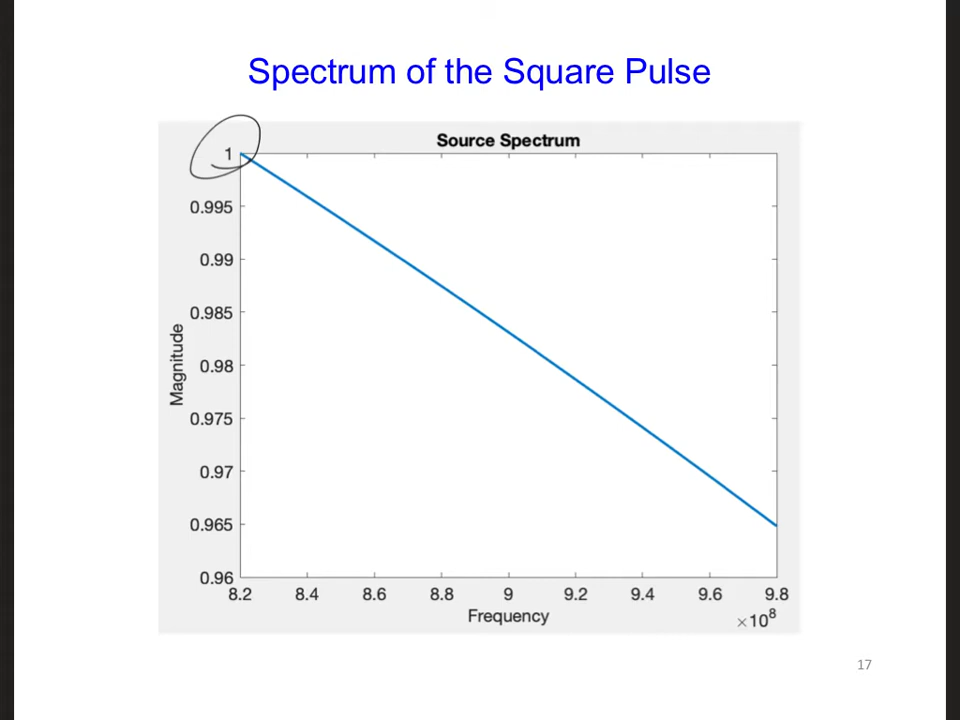 Spectrum of the Square Pulse
Source Spectrum
1
0.995
0.99
0.985
0.98
0.975
0.97
0.965
0.96
Magnitude
8.2 8.4 8.6 8.8 9 9.2 9.4 9.6 9.8
Frequency
×10⁸
17